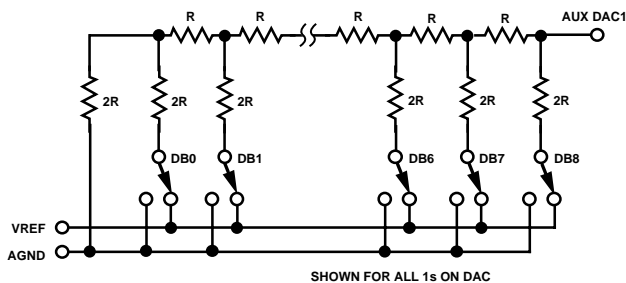 R R R R R AUX DAC1
2R 2R 2R 2R 2R 2R
DB0 DB1 DB6 DB7 DB8
VREF
AGND
SHOWN FOR ALL 1s ON DAC